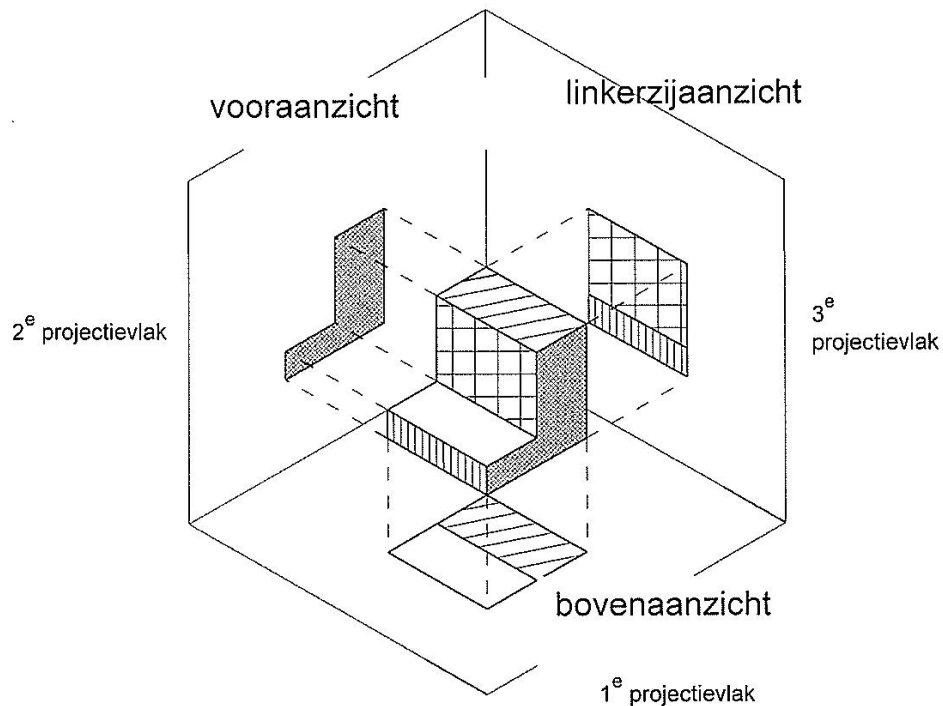 vooraanzicht
linkerzijaanzicht
2e projectievlak
3e
projectievlak
bovenaanzicht
1e projectievlak